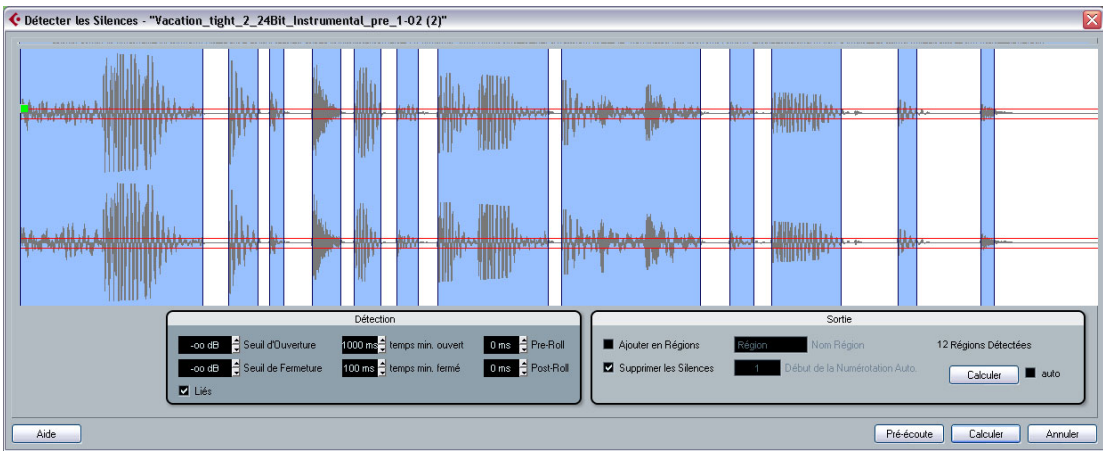 Détecter les Silences - "Vacation_tight_2_24Bit_Instrumental_pre_1-02 (2)"
Détection
-oo dB Seuil d'Ouverture 1000 ms temps min. ouvert 0 ms Pre-Roll
-oo dB Seuil de Fermeture 100 ms temps min. fermé 0 ms Post-Roll
Liés
Sortie
Ajouter en Régions Région Nom Région 12 Régions Détectées
Supprimer les Silences 1 Début de la Numérotation Auto.
Calculer auto
Aide Pré-écoute Calculer Annuler